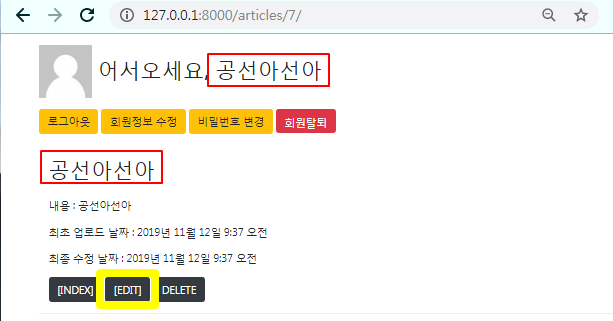 127.0.0.1:8000/articles/7/
어서오세요, 공선아선아
로그아웃 회원정보 수정 비밀번호 변경 회원탈퇴
공선아선아
내용 : 공선아선아
최초 업로드 날짜 : 2019년 11월 12일 9:37 오전
최종 수정 날짜 : 2019년 11월 12일 9:37 오전
[INDEX] [EDIT] DELETE